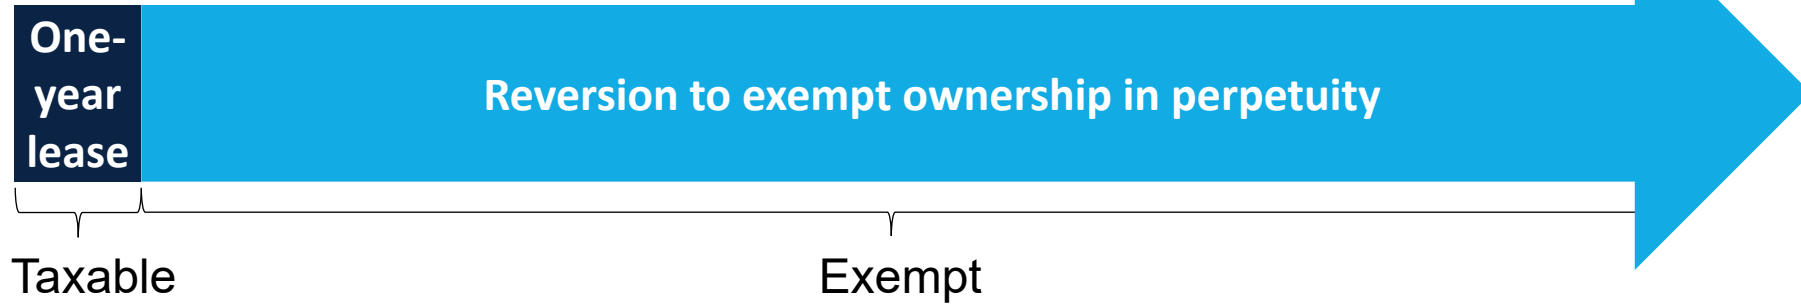 One-
year
lease
Reversion to exempt ownership in perpetuity
Taxable
Exempt